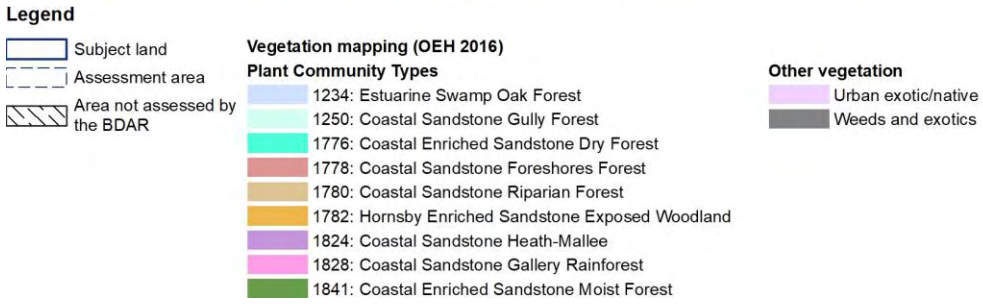 Legend
Subject land
Assessment area
Area not assessed by
the BDAR
Vegetation mapping (OEH 2016)
Plant Community Types
1234: Estuarine Swamp Oak Forest
1250: Coastal Sandstone Gully Forest
1776: Coastal Enriched Sandstone Dry Forest
1778: Coastal Sandstone Foreshores Forest
1780: Coastal Sandstone Riparian Forest
1782: Hornsby Enriched Sandstone Exposed Woodland
1824: Coastal Sandstone Heath-Mallee
1828: Coastal Sandstone Gallery Rainforest
1841: Coastal Enriched Sandstone Moist Forest
Other vegetation
Urban exotic/native
Weeds and exotics